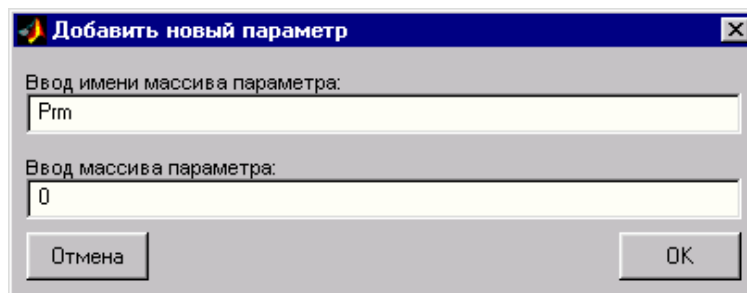 Добавить новый параметр
Ввод имени массива параметра:
Prm
Ввод массива параметра:
0
Отмена
OK